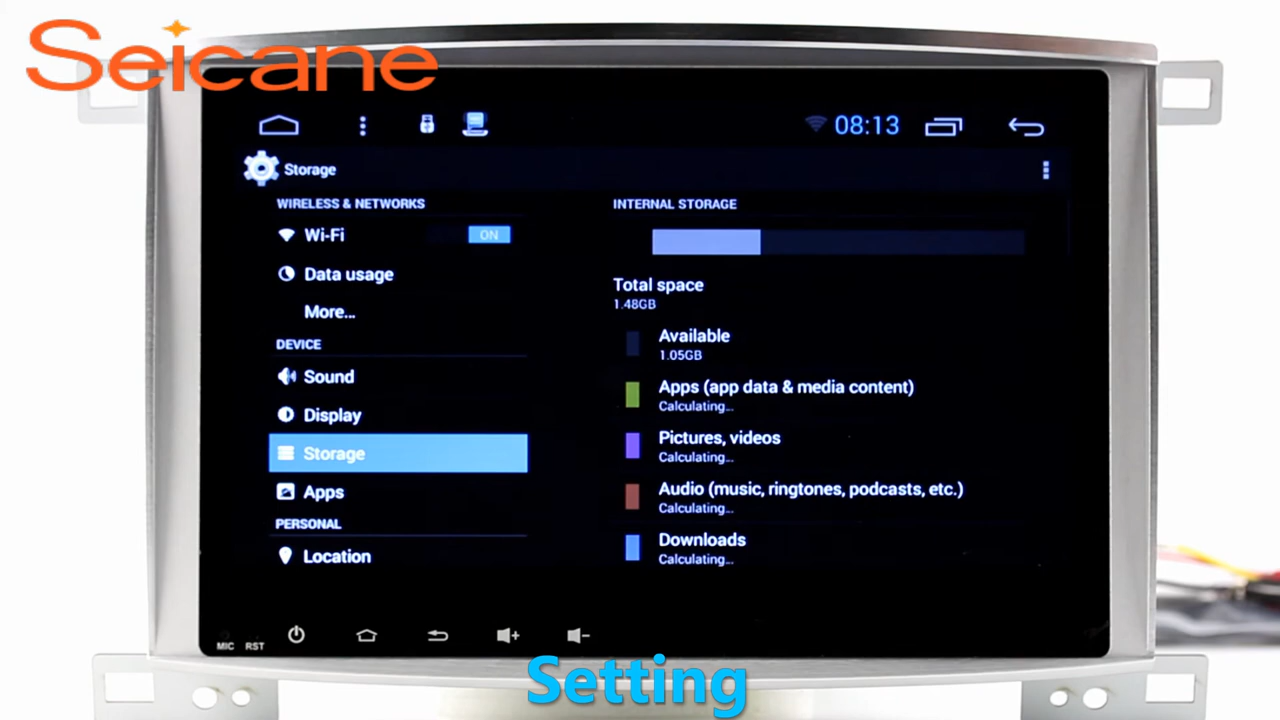 Seicane
08:13
Storage
WIRELESS & NETWORKS
Wi-Fi ON
Data usage
More...
DEVICE
Sound
Display
Storage
Apps
PERSONAL
Location
INTERNAL STORAGE
Total space
1.48GB
Available
1.05GB
Apps (app data & media content)
Calculating...
Pictures, videos
Calculating...
Audio (music, ringtones, podcasts, etc.)
Calculating...
Downloads
Calculating...
MIC RST
Setting